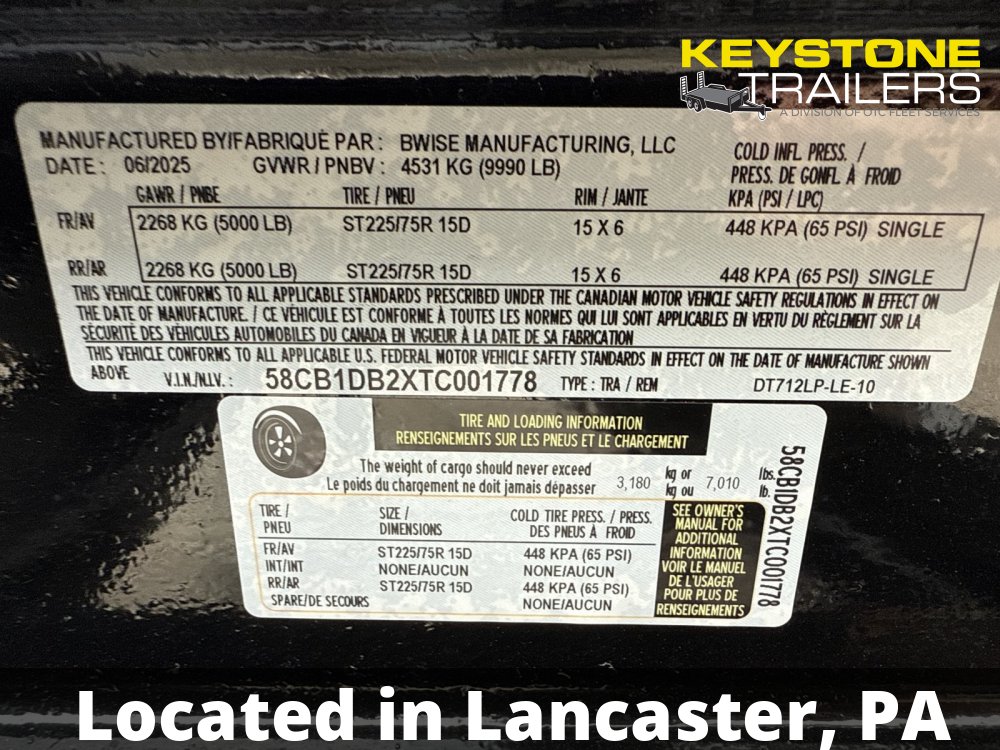 KEYSTONE
TRAILERS
A DIVISION OF OTC FLEET SERVICES
MANUFACTURED BY/FABRIQUÉ PAR : BWISE MANUFACTURING, LLC
DATE : 06/2025 GVWR / PNBV : 4531 KG (9990 LB)
COLD INFL PRESS. /
PRESS. DE GONFL À FROID
GAWR / PNBE TIRE / PNEU RIM / JANTE KPA (PSI / LPC)
FR/AV 2268 KG (5000 LB) ST225/75R 15D 15 X 6 448 KPA (65 PSI) SINGLE
RR/AR 2268 KG (5000 LB) ST225/75R 15D 15 X 6 448 KPA (65 PSI) SINGLE
THIS VEHICLE CONFORMS TO ALL APPLICABLE STANDARDS PRESCRIBED UNDER THE CANADIAN MOTOR VEHICLE SAFETY REGULATIONS IN EFFECT ON
THE DATE OF MANUFACTURE. / CE VÉHICULE EST CONFORME À TOUTES LES NORMES QUI LUI SONT APPLICABLES EN VERTU DU RÈGLEMENT SUR LA
SÉCURITÉ DES VÉHICULES AUTOMOBILES DU CANADA EN VIGUEUR À LA DATE DE SA FABRICATION
THIS VEHICLE CONFORMS TO ALL APPLICABLE U.S. FEDERAL MOTOR VEHICLE SAFETY STANDARDS IN EFFECT ON THE DATE OF MANUFACTURE SHOWN
ABOVE V.I.N./N.I.V. : 58CB1DB2XTC001778 TYPE : TRA / REM DT712LP-LE-10
TIRE AND LOADING INFORMATION
RENSEIGNEMENTS SUR LES PNEUS ET LE CHARGEMENT
The weight of cargo should never exceed
Le poids du chargement ne doit jamais dépasser
3,180 kg or 7,010 lbs.
kg ou lb.
TIRE / SIZE / COLD TIRE PRESS. / PRESS.
PNEU DIMENSIONS DES PNEUS À FROID
FR/AV ST225/75R 15D 448 KPA (65 PSI)
INT/INT NONE/AUCUN NONE/AUCUN
RR/AR ST225/75R 15D 448 KPA (65 PSI)
SPARE/DE SECOURS NONE/AUCUN
SEE OWNER'S
MANUAL FOR
ADDITIONAL
INFORMATION
VOIR LE MANUEL
DE L'USAGER
POUR PLUS DE
RENSEIGNEMENTS
58CB1DB2XTC001778
Located in Lancaster, PA